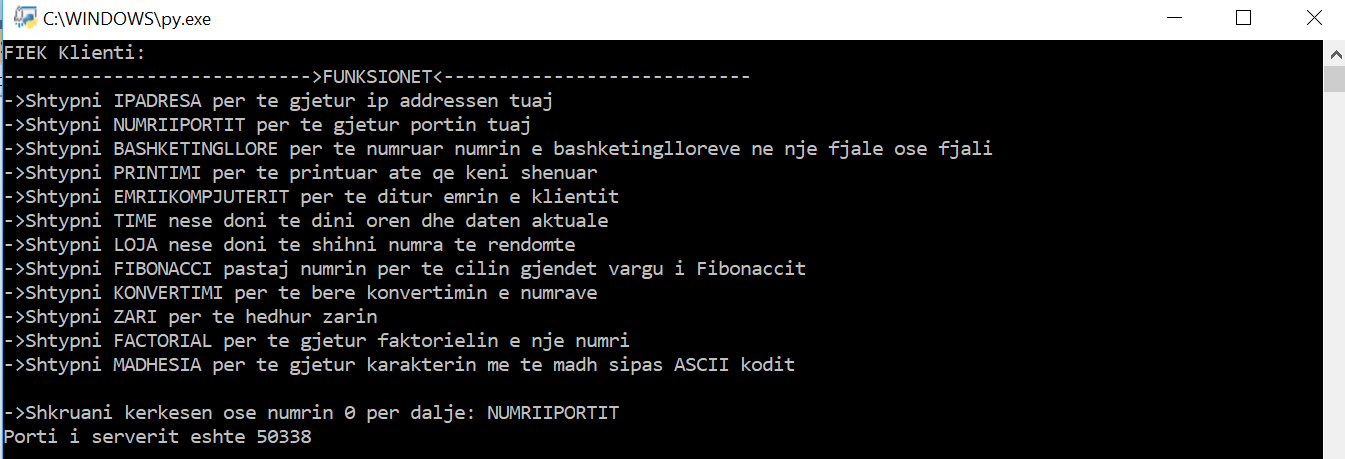 C:\WINDOWS\py.exe
FIEK Klienti:
---------------------------->FUNKSIONET<----------------------------
->Shtypni IPADRESA per te gjetur ip addressen tuaj
->Shtypni NUMRIIPORTIT per te gjetur portin tuaj
->Shtypni BASHKETINGLLORE per te numruar numrin e bashketinglloreve ne nje fjale ose fjali
->Shtypni PRINTIMI per te printuar ate qe keni shenuar
->Shtypni EMRIIKOMPJUTERIT per te ditur emrin e klientit
->Shtypni TIME nese doni te dini oren dhe daten aktuale
->Shtypni LOJA nese doni te shihni numra te rendomte
->Shtypni FIBONACCI pastaj numrin per te cilin gjendet vargu i Fibonaccit
->Shtypni KONVERTIMI per te bere konvertimin e numrave
->Shtypni ZARI per te hedhur zarin
->Shtypni FACTORIAL per te gjetur faktorielin e nje numri
->Shtypni MADHESIA per te gjetur karakterin me te madh sipas ASCII kodit
->Shkruani kerkesen ose numrin 0 per dalje: NUMRIIPORTIT
Porti i serverit eshte 50338